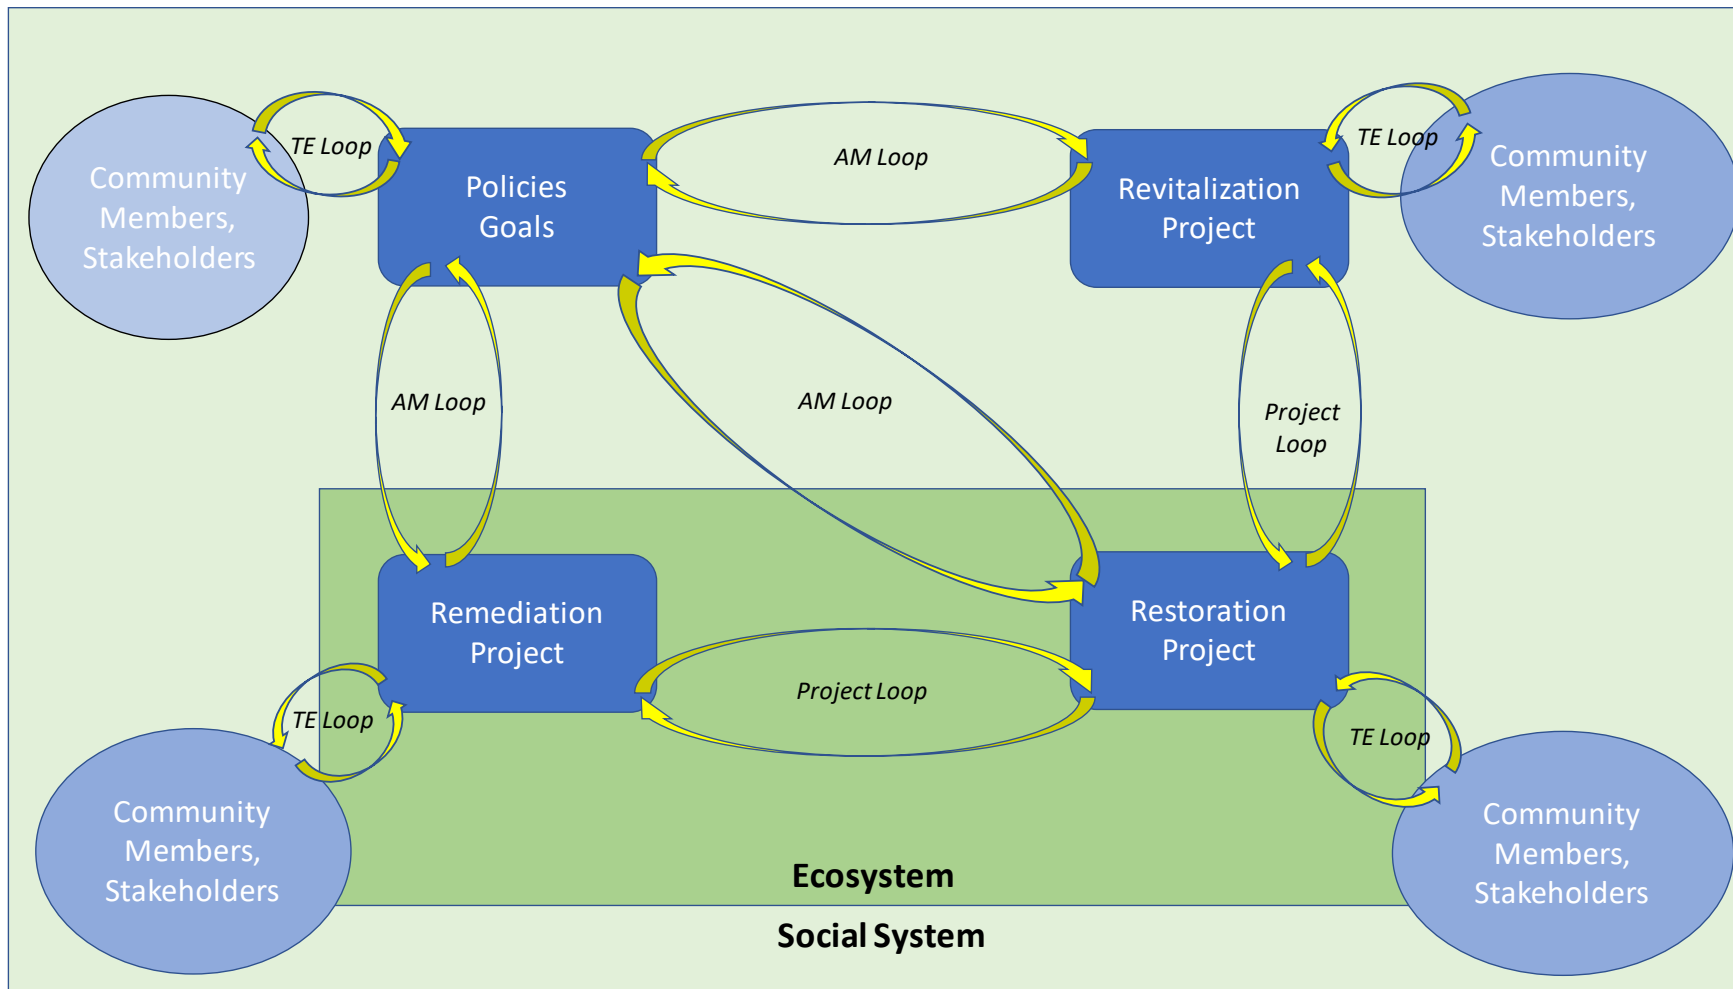 TE Loop
Community
Members,
Stakeholders
Policies
Goals
AM Loop
Revitalization
Project
TE Loop
Community
Members,
Stakeholders
AM Loop
AM Loop
Project
Loop
Remediation
Project
Restoration
Project
Project Loop
TE Loop
TE Loop
Community
Members,
Stakeholders
Community
Members,
Stakeholders
Ecosystem
Social System